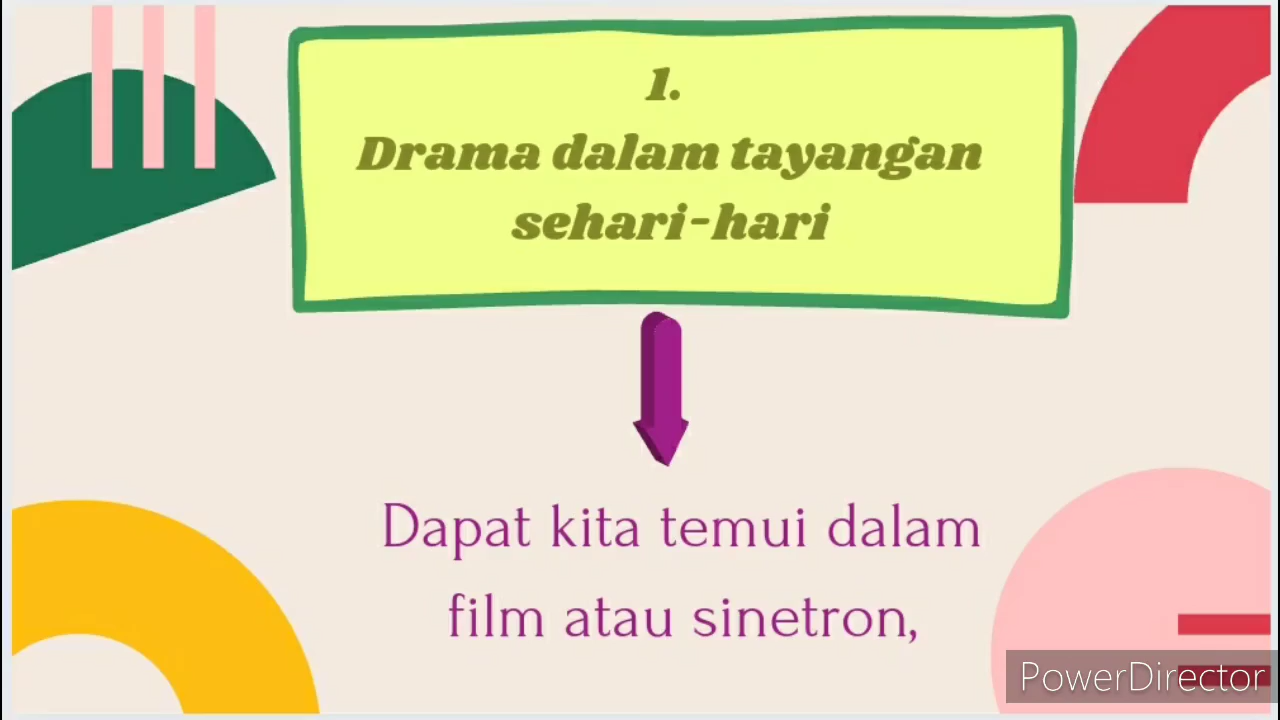 1.
Drama dalam tayangan
sehari-hari
Dapat kita temui dalam
film atau sinetron,
PowerDirector